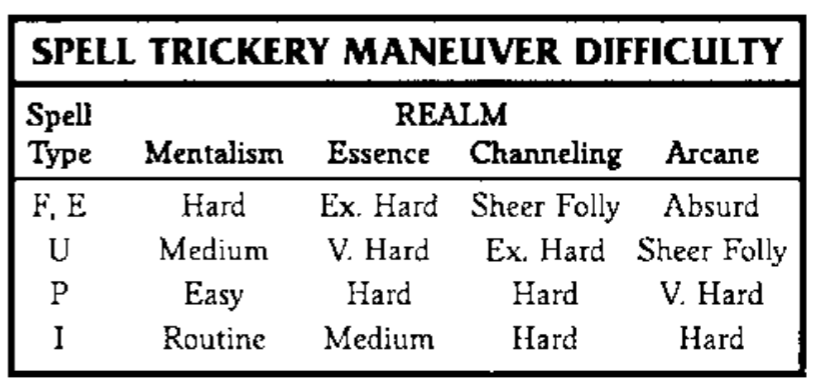 SPELL TRICKERY MANEUVER DIFFICULTY
Spell REALM
Type Mentalism Essence Channeling Arcane
F, E Hard Ex. Hard Sheer Folly Absurd
U Medium V. Hard Ex. Hard Sheer Folly
P Easy Hard Hard V. Hard
I Routine Medium Hard Hard